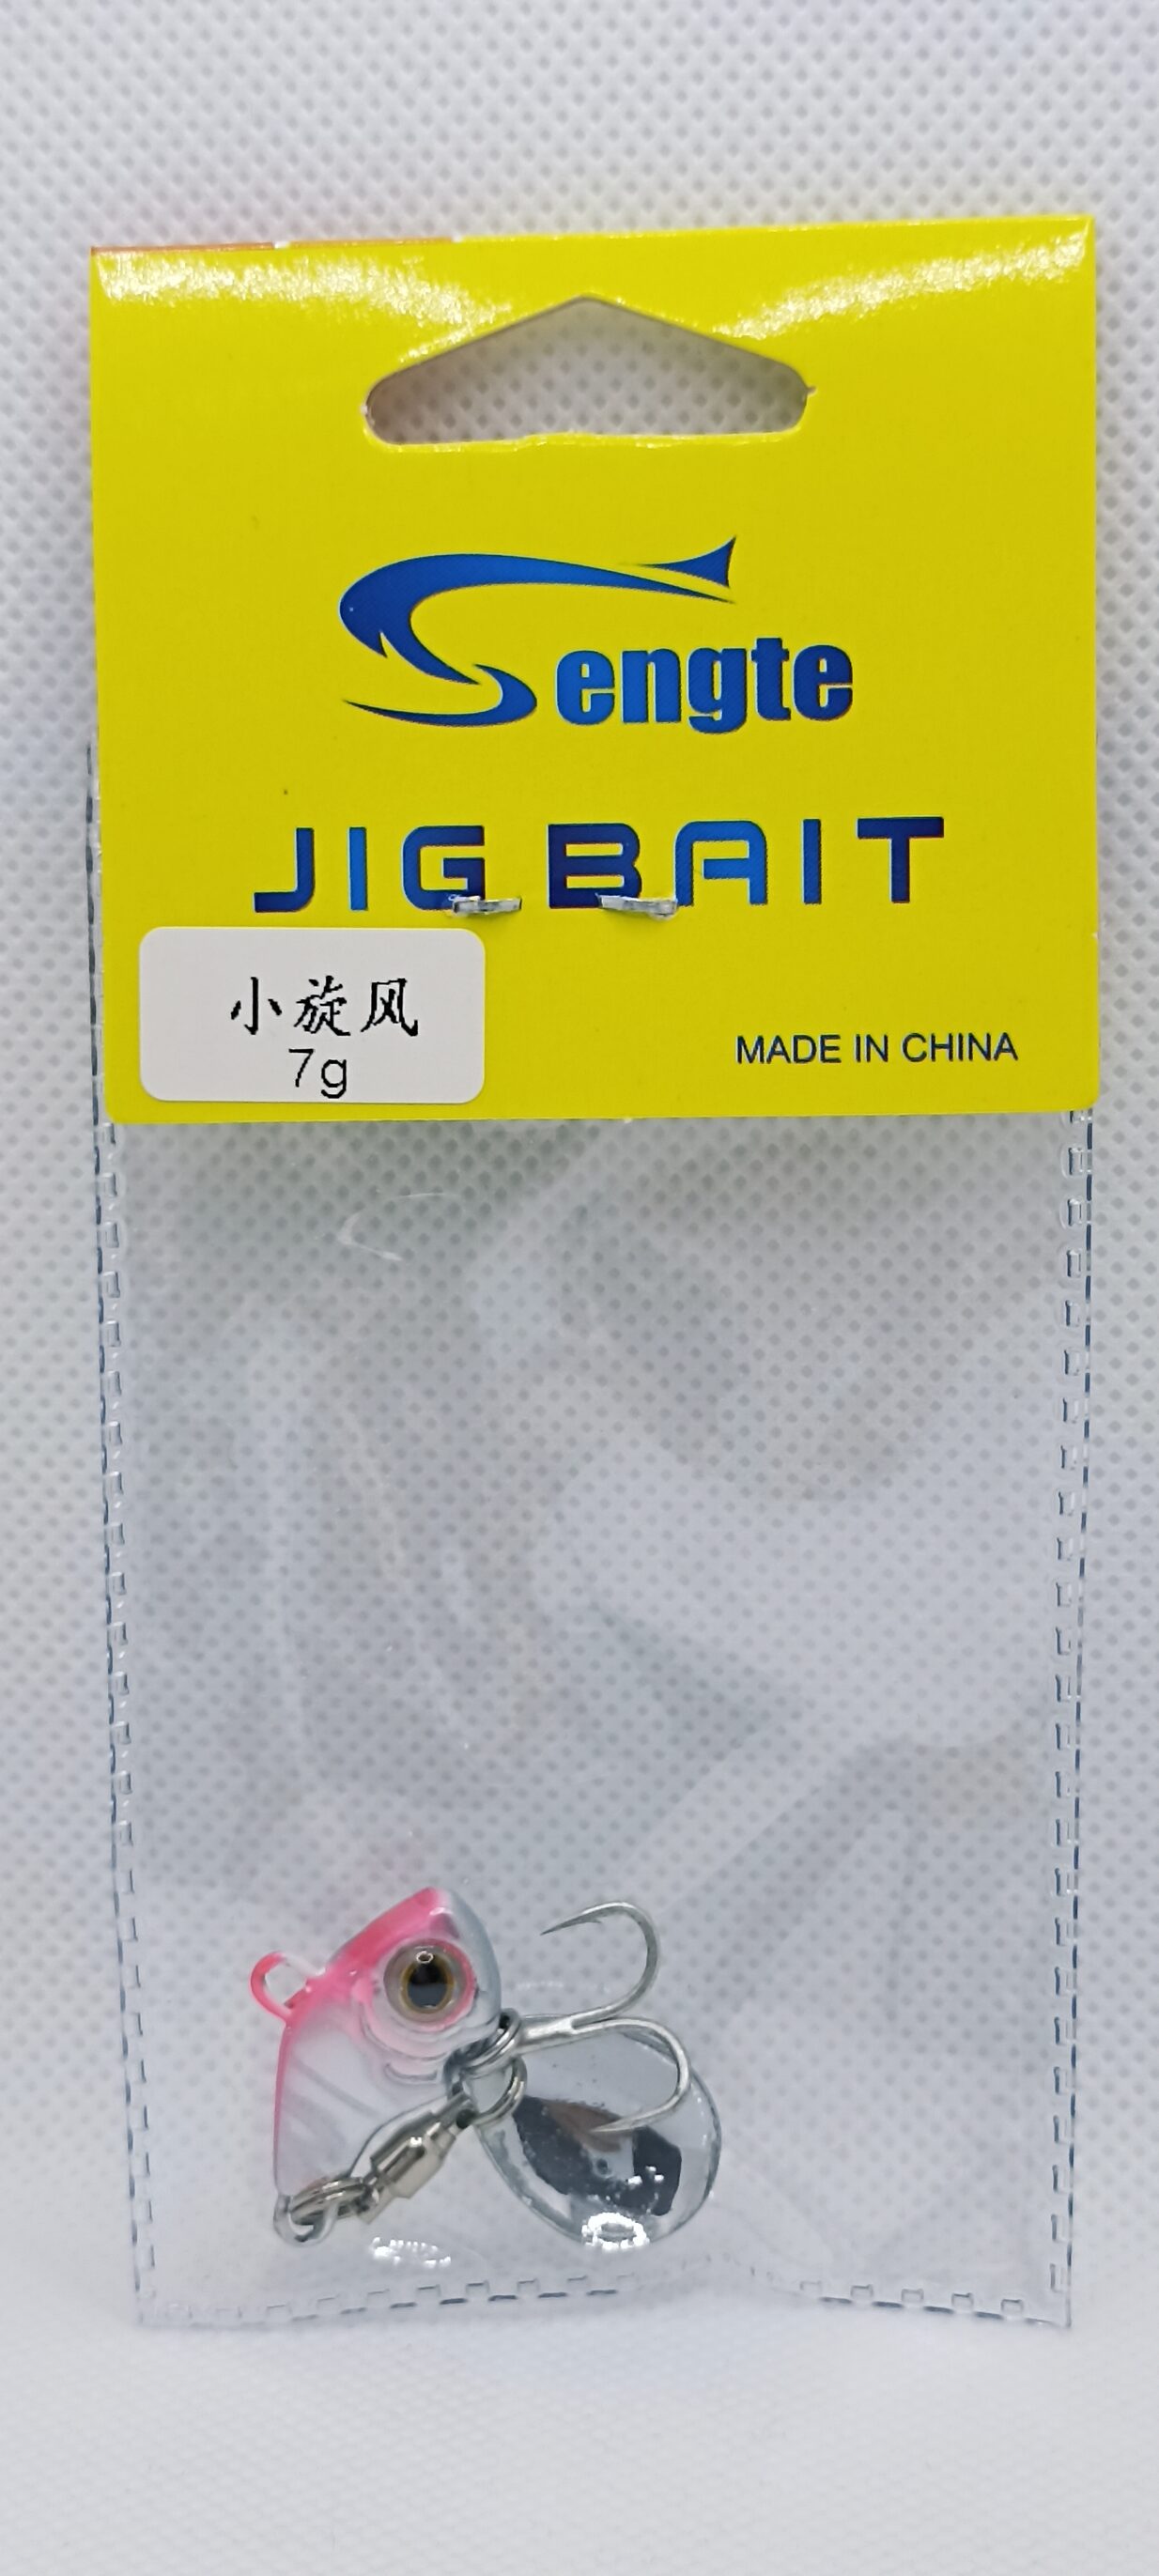 Sengte
JIG BAIT
小旋风
7g
MADE IN CHINA